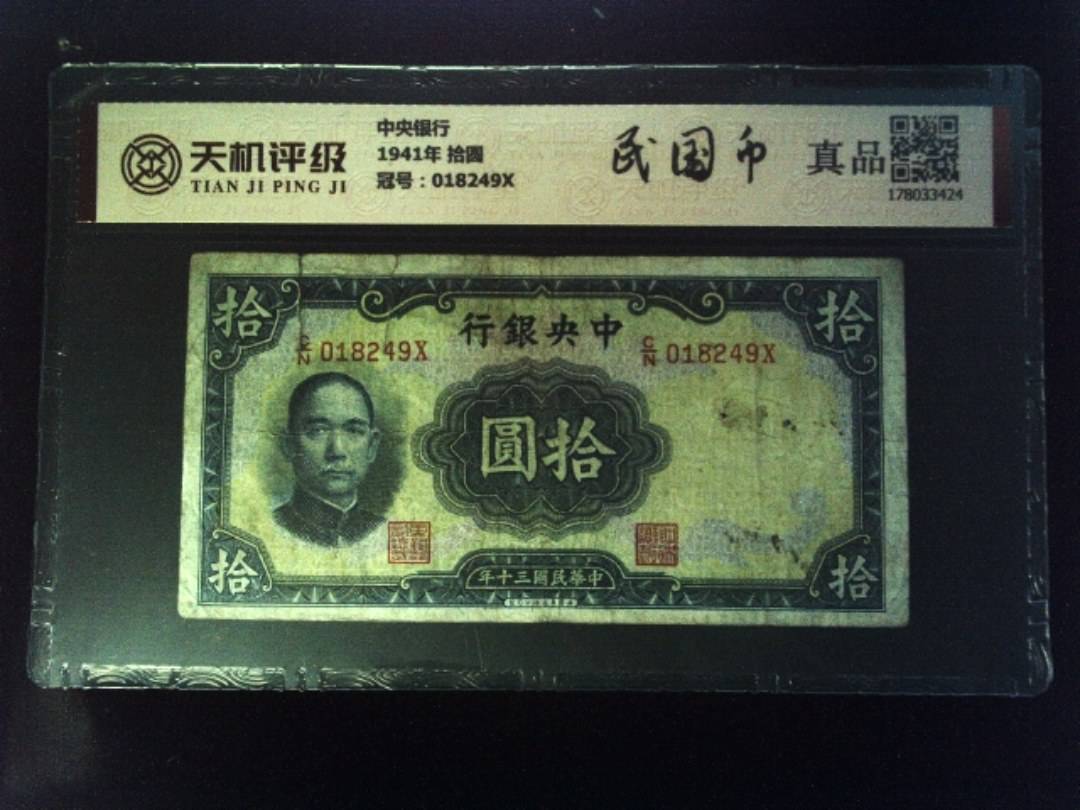 天机评级
TIAN JI PING JI
中央银行
1941年 拾圆
冠号：018249X
民国币
真品
178033424
拾
拾
行銀央中
C/N 018249X
C/N 018249X
圓拾
拾
拾
年十三國民華中